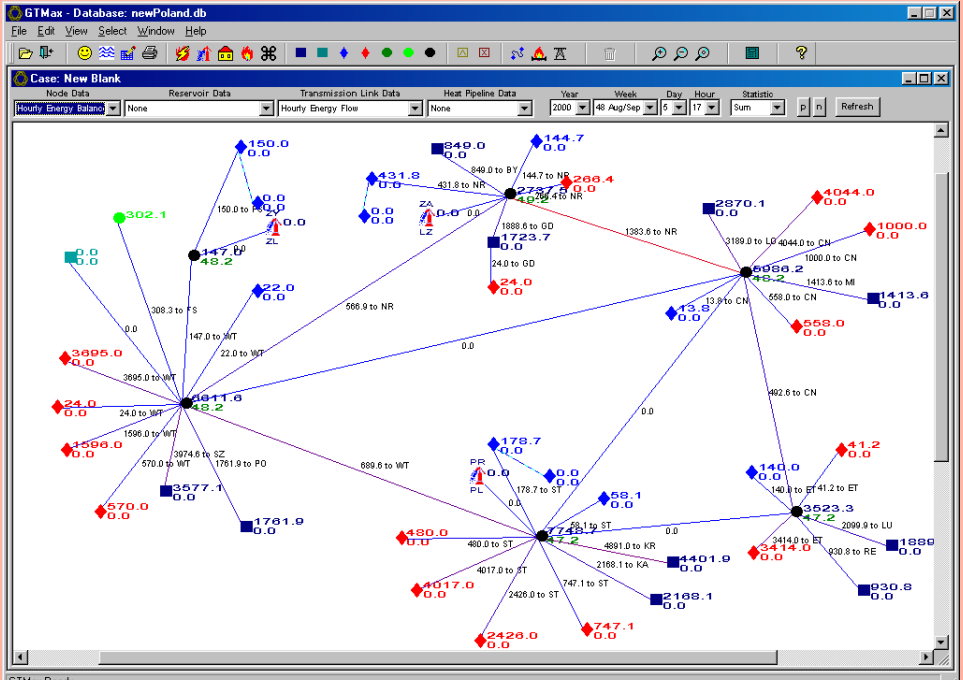 GTMax - Database: newPoland.db
File Edit View Select Window Help
Case: New Blank
Node Data Reservoir Data Transmission Link Data Heat Pipeline Data Year Week Day Hour Statistic
Hourly Energy Balanc None Hourly Energy Flow None 2000 48 Aug/Sep 5 17 Sum p n Refresh
150.0
0.0
849.0
0.0
144.7
0.0
849.0 to BY
144.7 to NR
431.8
0.0
431.8 to NR
266.4
0.0
2737.5
49.2
4044.0
0.0
0.0
0.0
150.0 to
302.1
ZY
0.0
ZL
0.0
0.0
ZA
0.0
LZ
0.0
2870.1
0.0
1000.0
0.0
1888.6 to GD
1383.6 to NR
3189.0 to LG
4044.0 to CN
1000.0 to CN
1723.7
0.0
147.0
48.2
0.0
0.0
0.0
24.0 to GD
5986.2
48.2
1413.6 to MI
558.0 to CN
1413.6
0.0
24.0
0.0
22.0
0.0
13.8 to CN
13.8
0.0
558.0
0.0
308.3 to FS
566.9 to NR
0.0
147.0 to WT
22.0 to WT
0.0
3695.0
0.0
3695.0 to WT
492.6 to CN
24.0
0.0
24.0 to WT
6611.6
48.2
0.0
1596.0 to WT
1596.0
0.0
3974.6 to SZ
570.0 to WT
1761.9 to PO
689.6 to WT
178.7
0.0
41.2
0.0
PR
0.0
PL
0.0
0.0
140.0
0.0
3577.1
0.0
178.7 to ST
0.0
140.0 to ET
41.2 to ET
570.0
0.0
1761.9
0.0
58.1
0.0
58.1 to ST
0.0
3523.3
47.2
2099.9 to LU
480.0
0.0
480.0 to ST
7748.7
47.2
4891.0 to KR
3414.0 to ET
930.8 to RE
1889
0.0
3414.0
0.0
4017.0 to ST
2168.1 to KA
4401.9
0.0
4017.0
0.0
747.1 to ST
2426.0 to ST
2168.1
0.0
930.8
0.0
2426.0
0.0
747.1
0.0